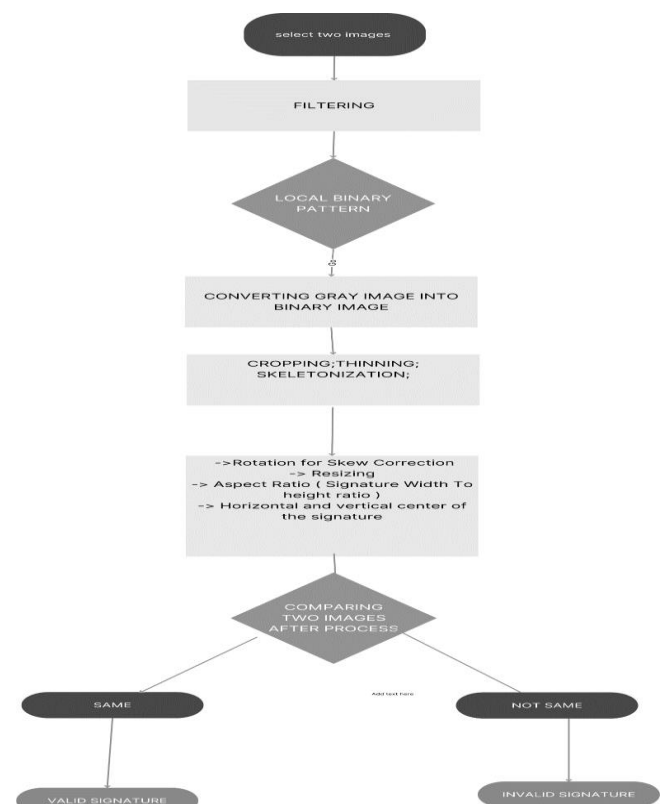 select two images
FILTERING
LOCAL BINARY
PATTERN
CONVERTING GRAY IMAGE INTO
BINARY IMAGE
CROPPING;THINNING;
SKELETONIZATION;
->Rotation for Skew Correction
-> Resizing
-> Aspect Ratio ( Signature Width To
height ratio )
-> Horizontal and vertical center of
the signature
COMPARING
TWO IMAGES
AFTER PROCESS
Add text here
SAME
NOT SAME
VALID SIGNATURE
INVALID SIGNATURE